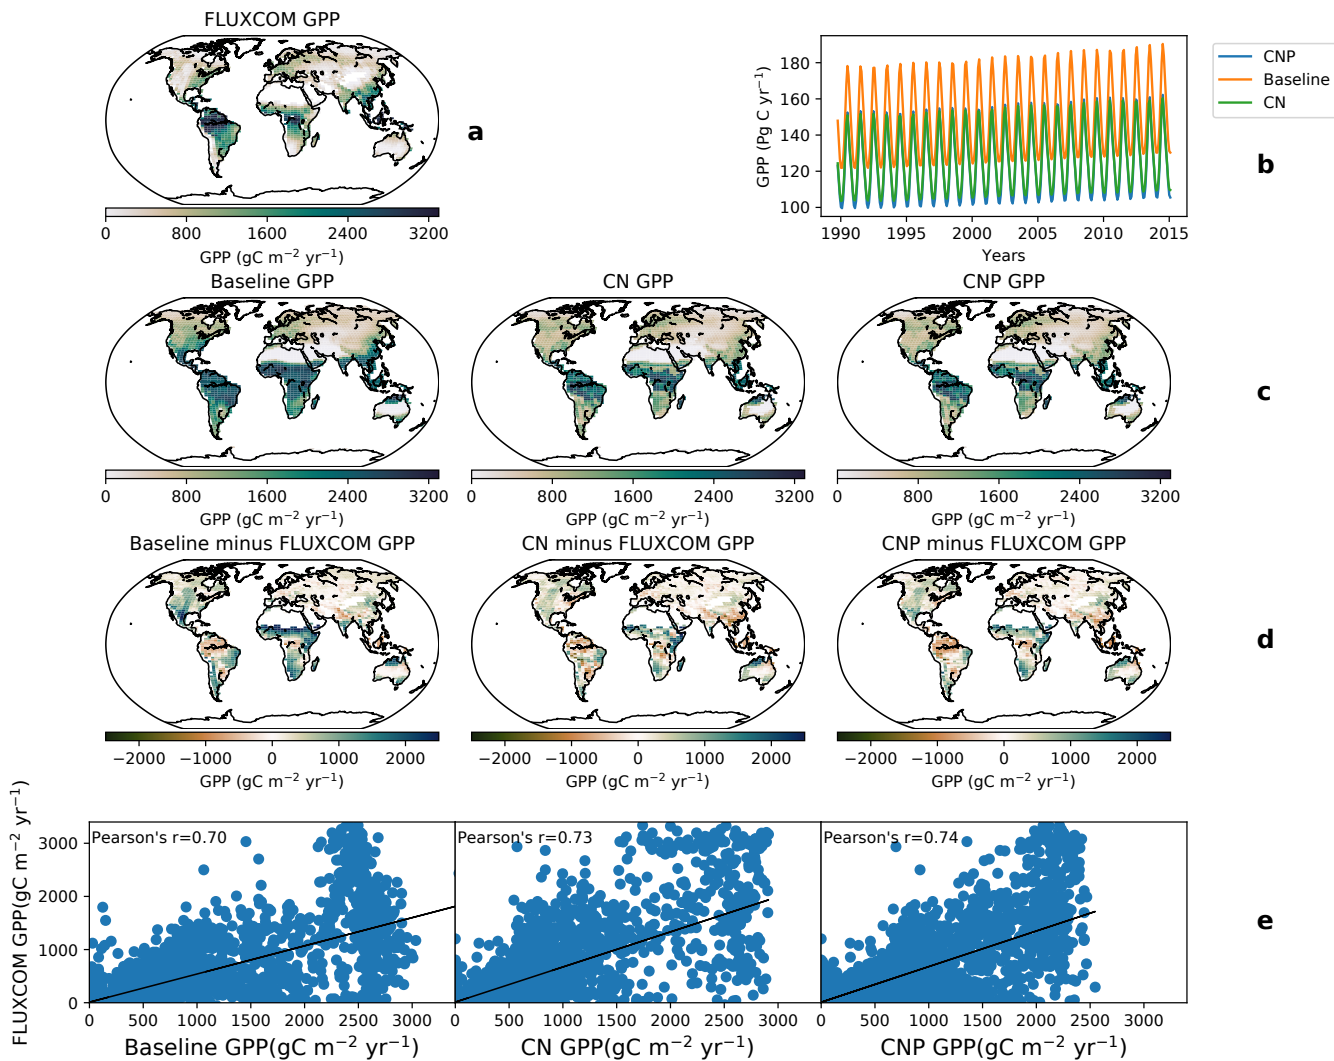 FLUXCOM GPP
0 800 1600 2400 3200
GPP (gC m⁻² yr⁻¹)
a
GPP (Pg C yr⁻¹)
180
160
140
120
100
1990 1995 2000 2005 2010 2015
Years
CNP
Baseline
CN
b
Baseline GPP
0 800 1600 2400 3200
GPP (gC m⁻² yr⁻¹)
CN GPP
0 800 1600 2400 3200
GPP (gC m⁻² yr⁻¹)
CNP GPP
0 800 1600 2400 3200
GPP (gC m⁻² yr⁻¹)
c
Baseline minus FLUXCOM GPP
−2000 −1000 0 1000 2000
GPP (gC m⁻² yr⁻¹)
CN minus FLUXCOM GPP
−2000 −1000 0 1000 2000
GPP (gC m⁻² yr⁻¹)
CNP minus FLUXCOM GPP
−2000 −1000 0 1000 2000
GPP (gC m⁻² yr⁻¹)
d
FLUXCOM GPP(gC m⁻² yr⁻¹)
3000
2000
1000
0
Pearson's r=0.70
0 500 1000 1500 2000 2500 3000
Baseline GPP(gC m⁻² yr⁻¹)
Pearson's r=0.73
0 500 1000 1500 2000 2500 3000
CN GPP(gC m⁻² yr⁻¹)
Pearson's r=0.74
0 500 1000 1500 2000 2500 3000
CNP GPP(gC m⁻² yr⁻¹)
e